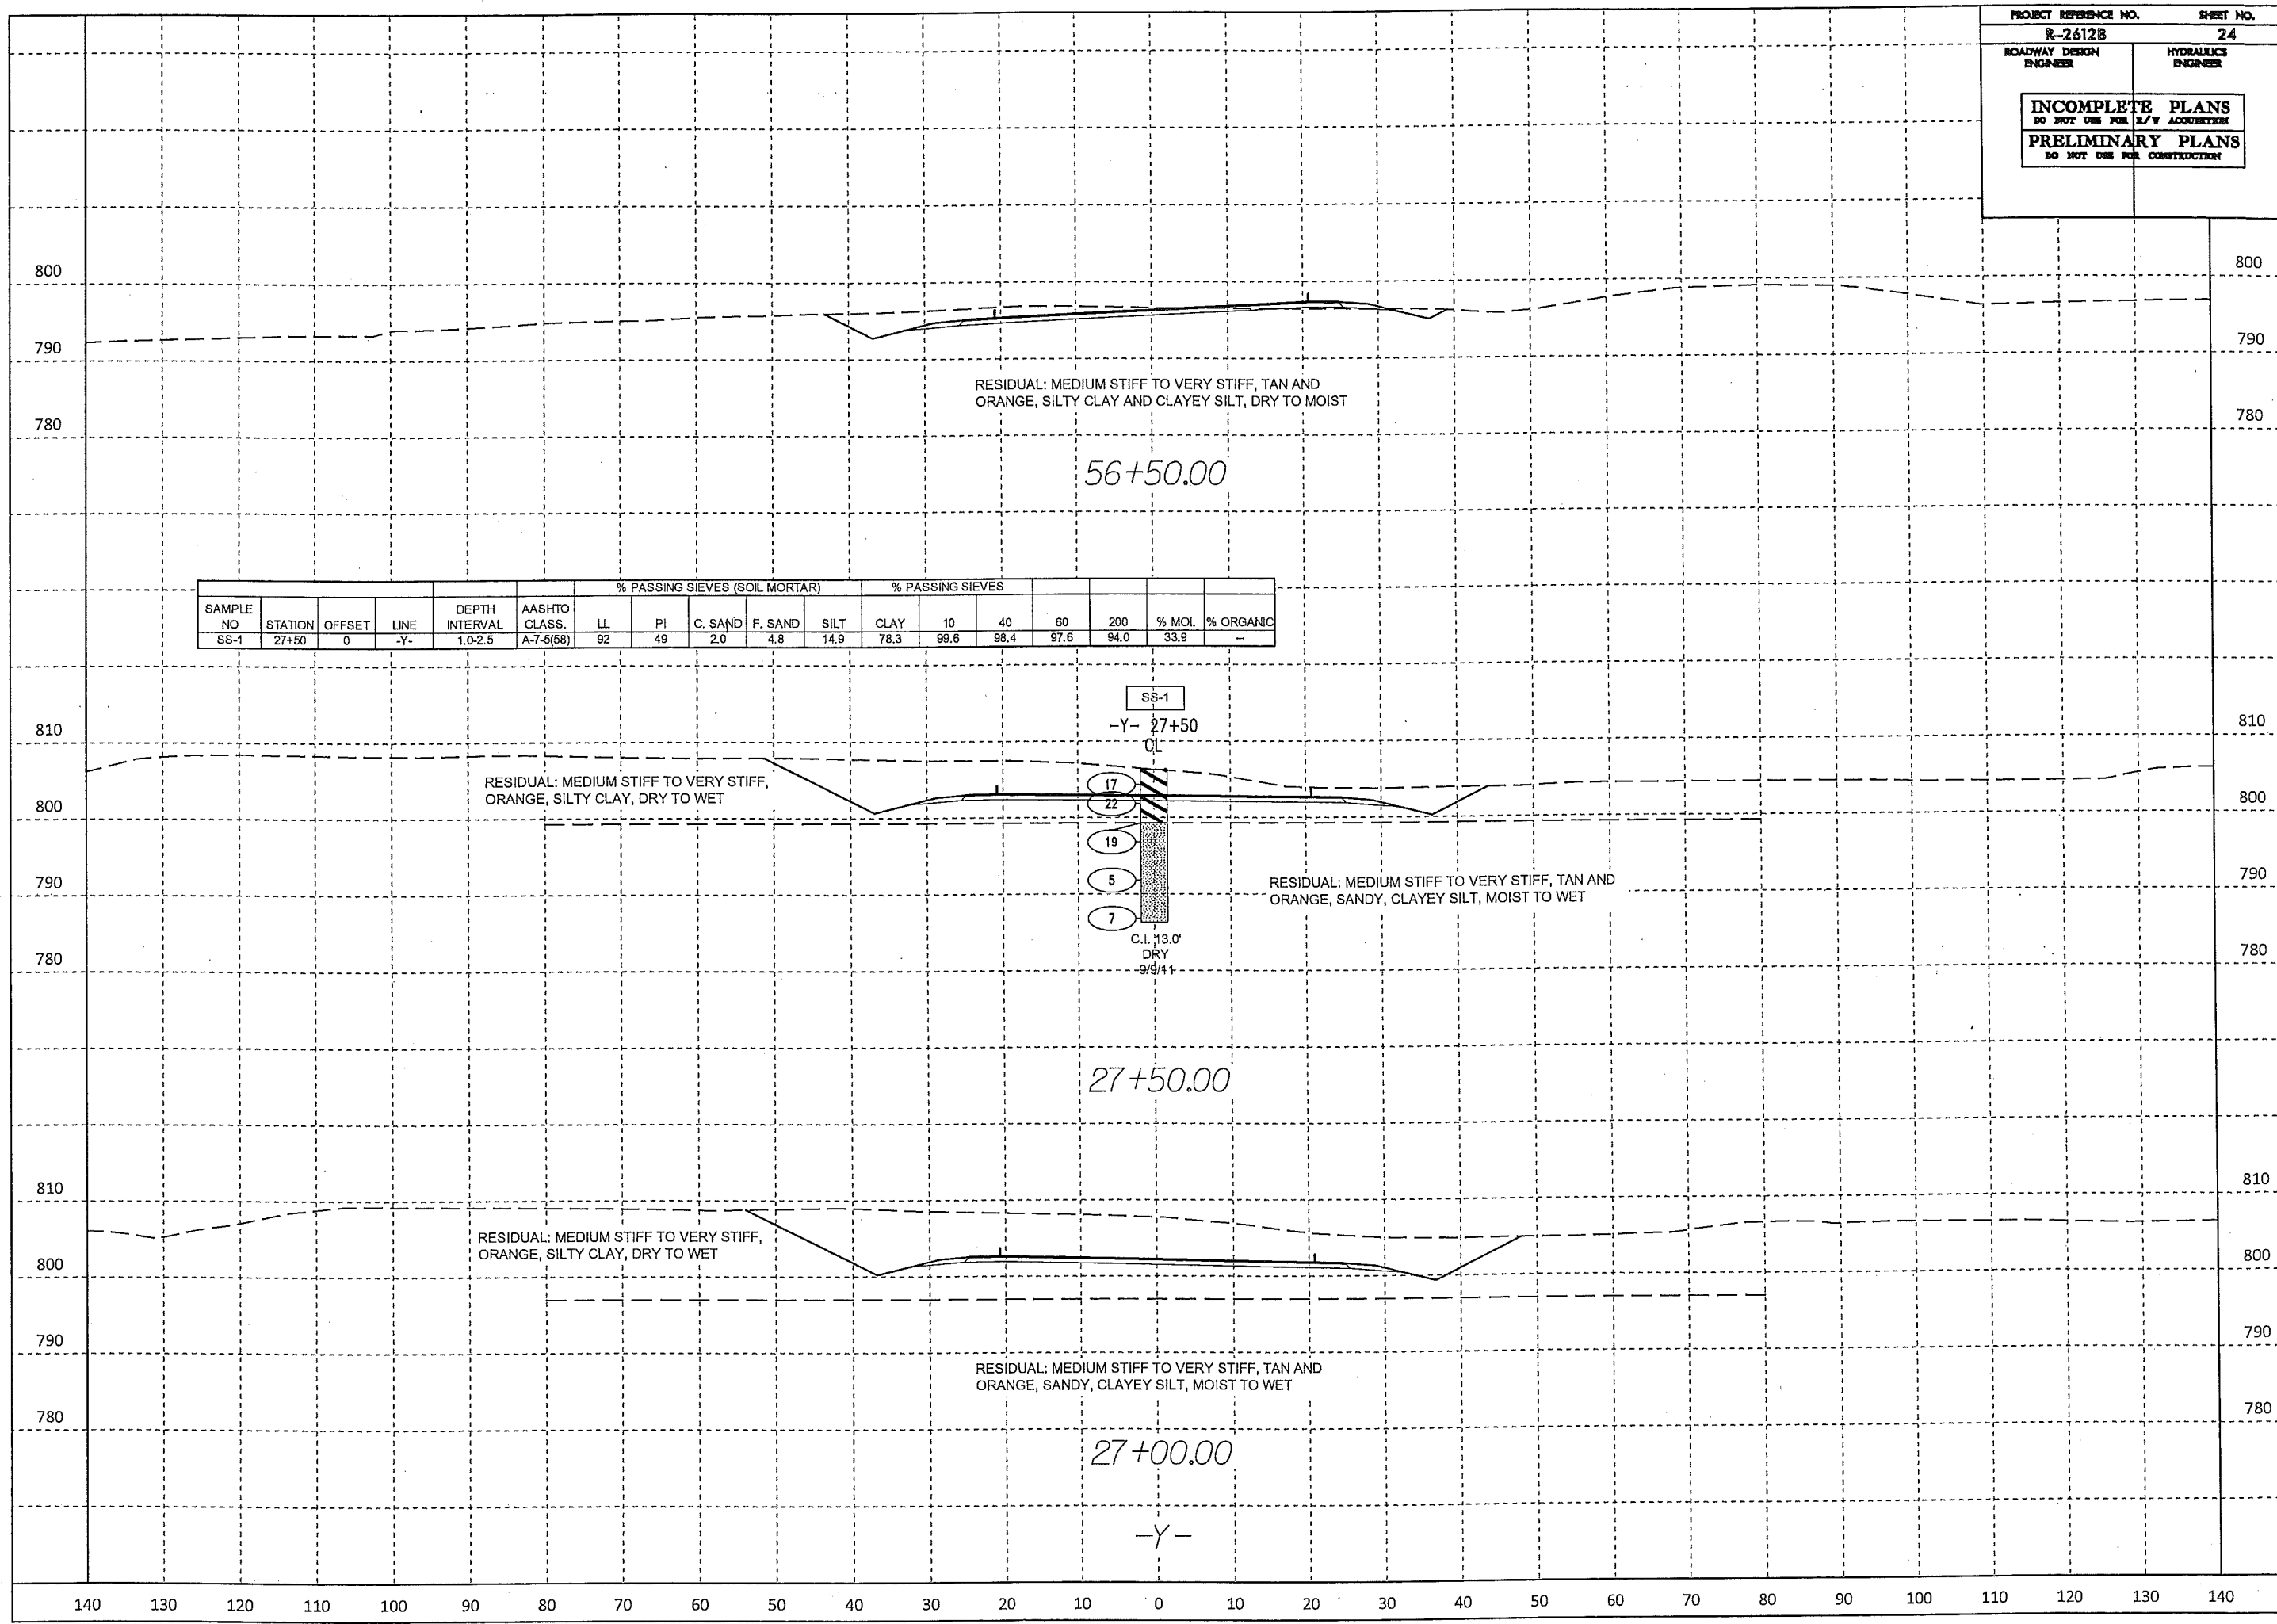 PROJECT REFERENCE NO. SHEET NO.
R-2612B 24
ROADWAY DESIGN ENGINEER HYDRAULICS ENGINEER
INCOMPLETE PLANS
DO NOT USE FOR R/W ACQUISITION
PRELIMINARY PLANS
DO NOT USE FOR CONSTRUCTION
800 800
790 790
RESIDUAL: MEDIUM STIFF TO VERY STIFF, TAN AND
ORANGE, SILTY CLAY AND CLAYEY SILT, DRY TO MOIST
780 780
56+50.00
% PASSING SIEVES (SOIL MORTAR) % PASSING SIEVES
SAMPLE NO STATION OFFSET LINE DEPTH INTERVAL AASHTO CLASS. LL PI C. SAND F. SAND SILT CLAY 10 40 60 200 % MOI. % ORGANIC
SS-1 27+50 0 -Y- 1.0-2.5 A-7-5(58) 92 49 2.0 4.8 14.9 78.3 99.6 98.4 97.6 94.0 33.9 –
SS-1
-Y- 27+50
CL
810 810
RESIDUAL: MEDIUM STIFF TO VERY STIFF,
ORANGE, SILTY CLAY, DRY TO WET
17
800 22 800
19
790 5 790
RESIDUAL: MEDIUM STIFF TO VERY STIFF, TAN AND
ORANGE, SANDY, CLAYEY SILT, MOIST TO WET
7
C.I. 13.0'
DRY
9/9/11
780 780
27+50.00
810 810
RESIDUAL: MEDIUM STIFF TO VERY STIFF,
ORANGE, SILTY CLAY, DRY TO WET
800 800
790 790
RESIDUAL: MEDIUM STIFF TO VERY STIFF, TAN AND
ORANGE, SANDY, CLAYEY SILT, MOIST TO WET
780 780
27+00.00
-Y-
140 130 120 110 100 90 80 70 60 50 40 30 20 10 0 10 20 30 40 50 60 70 80 90 100 110 120 130 140